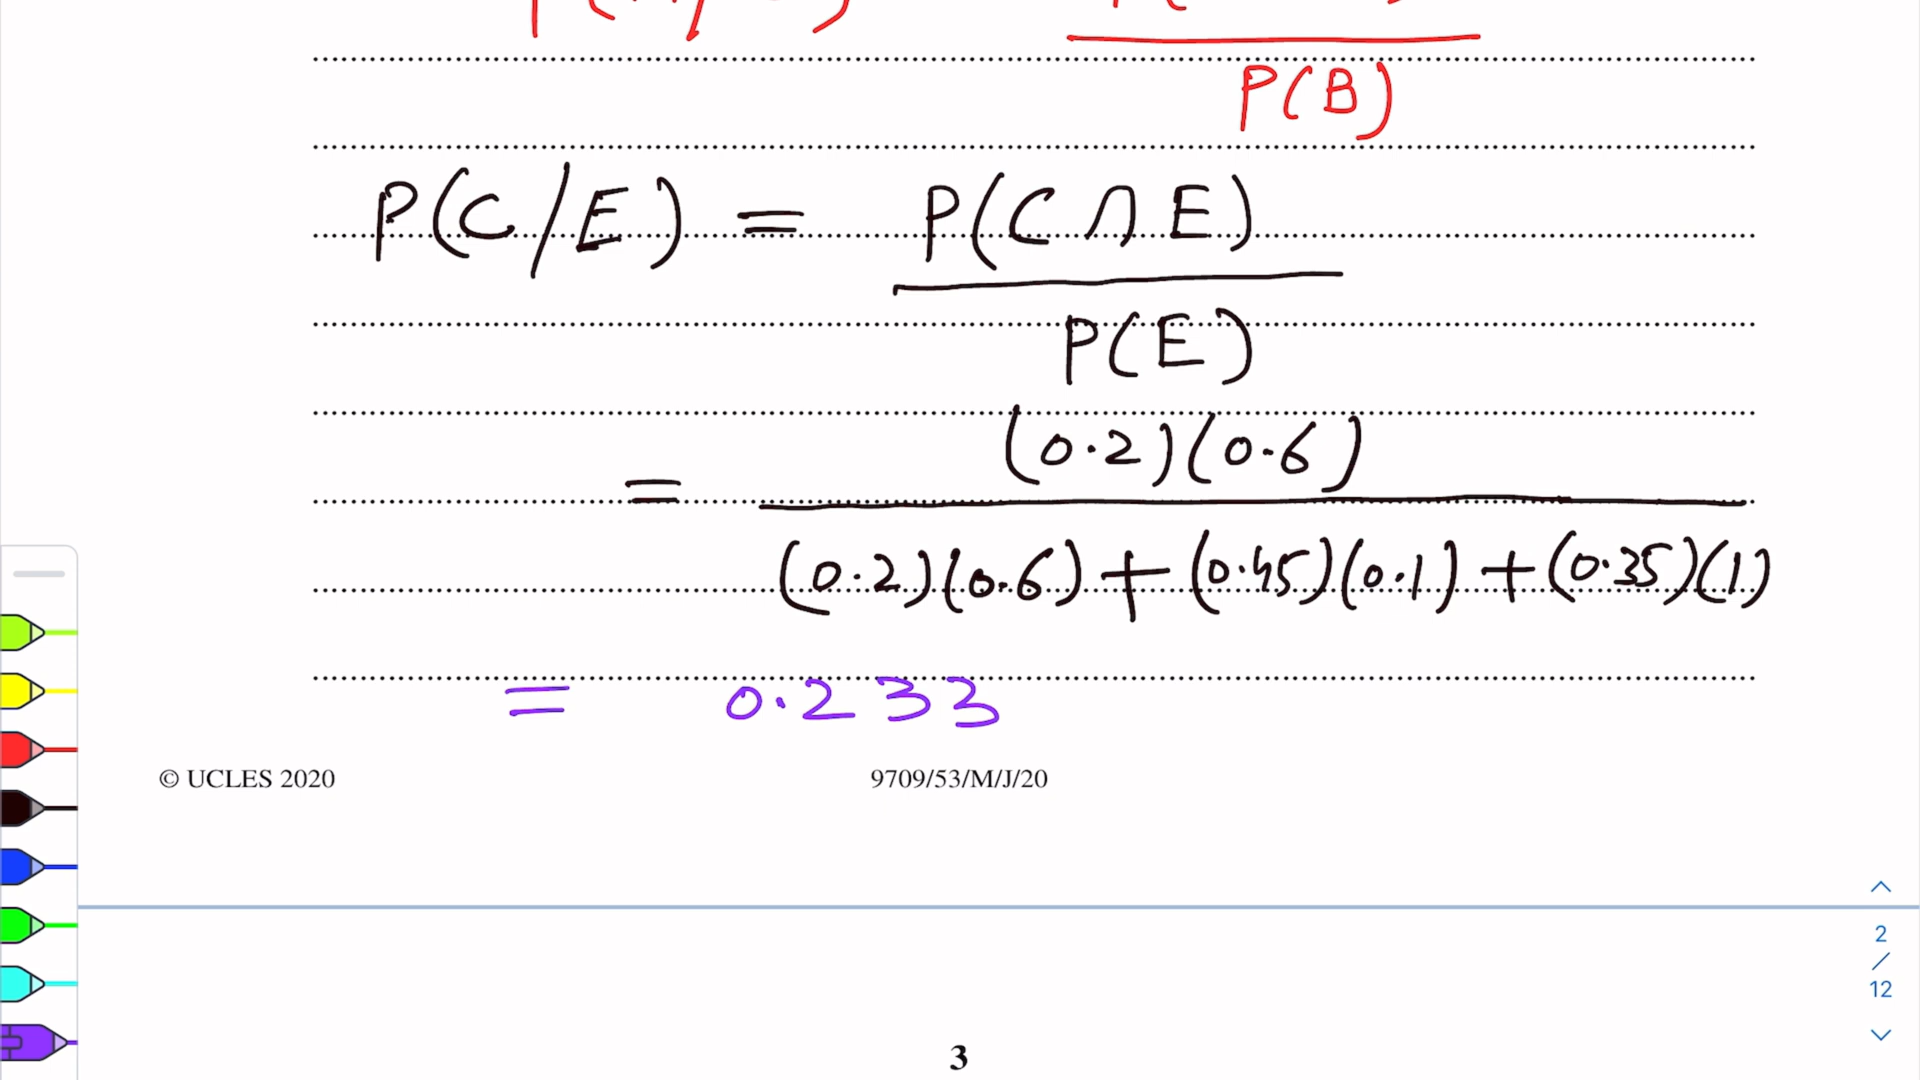 P(B)
P(C/E) = P(C∩E)
P(E)
= (0.2)(0.6)
(0.2)(0.6) + (0.45)(0.1) + (0.35)(1)
= 0.233
© UCLES 2020 9709/53/M/J/20
2
/
12
3